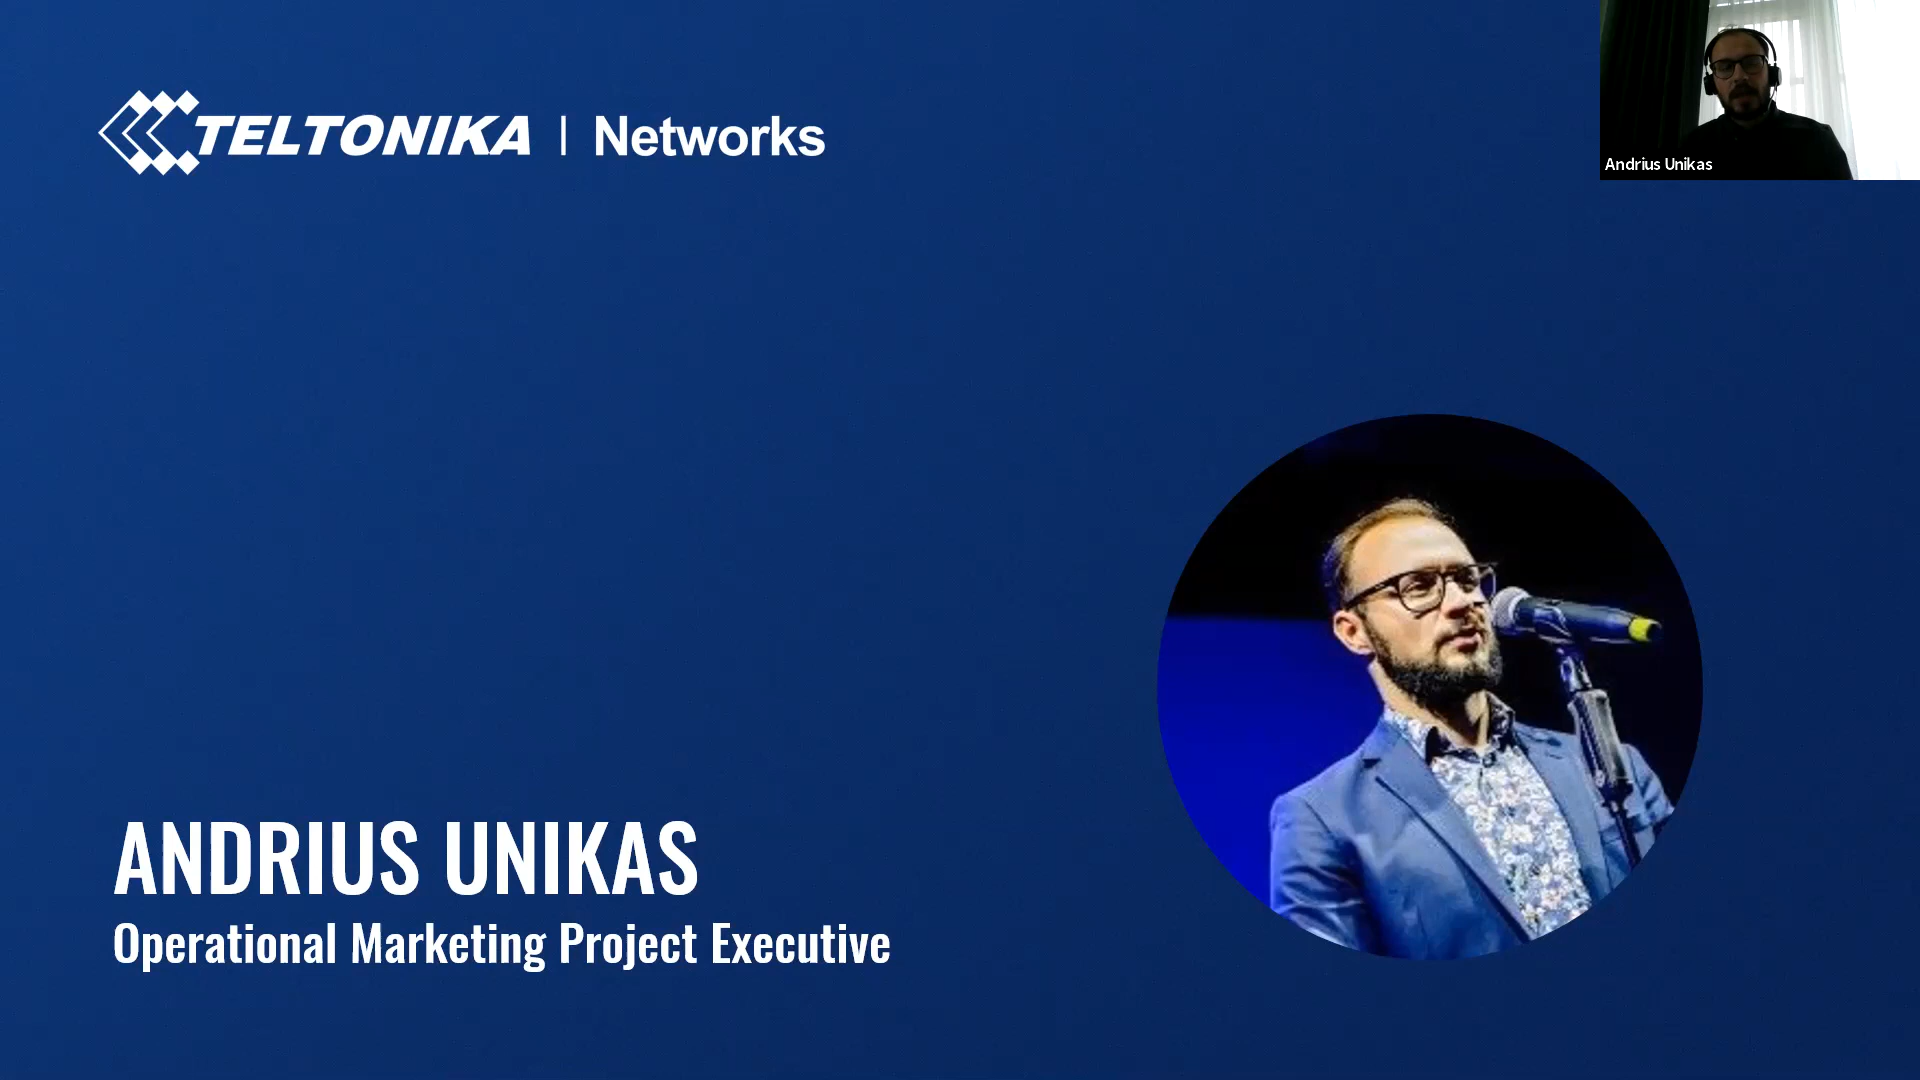 TELTONIKA | Networks
Andrius Unikas
ANDRIUS UNIKAS
Operational Marketing Project Executive